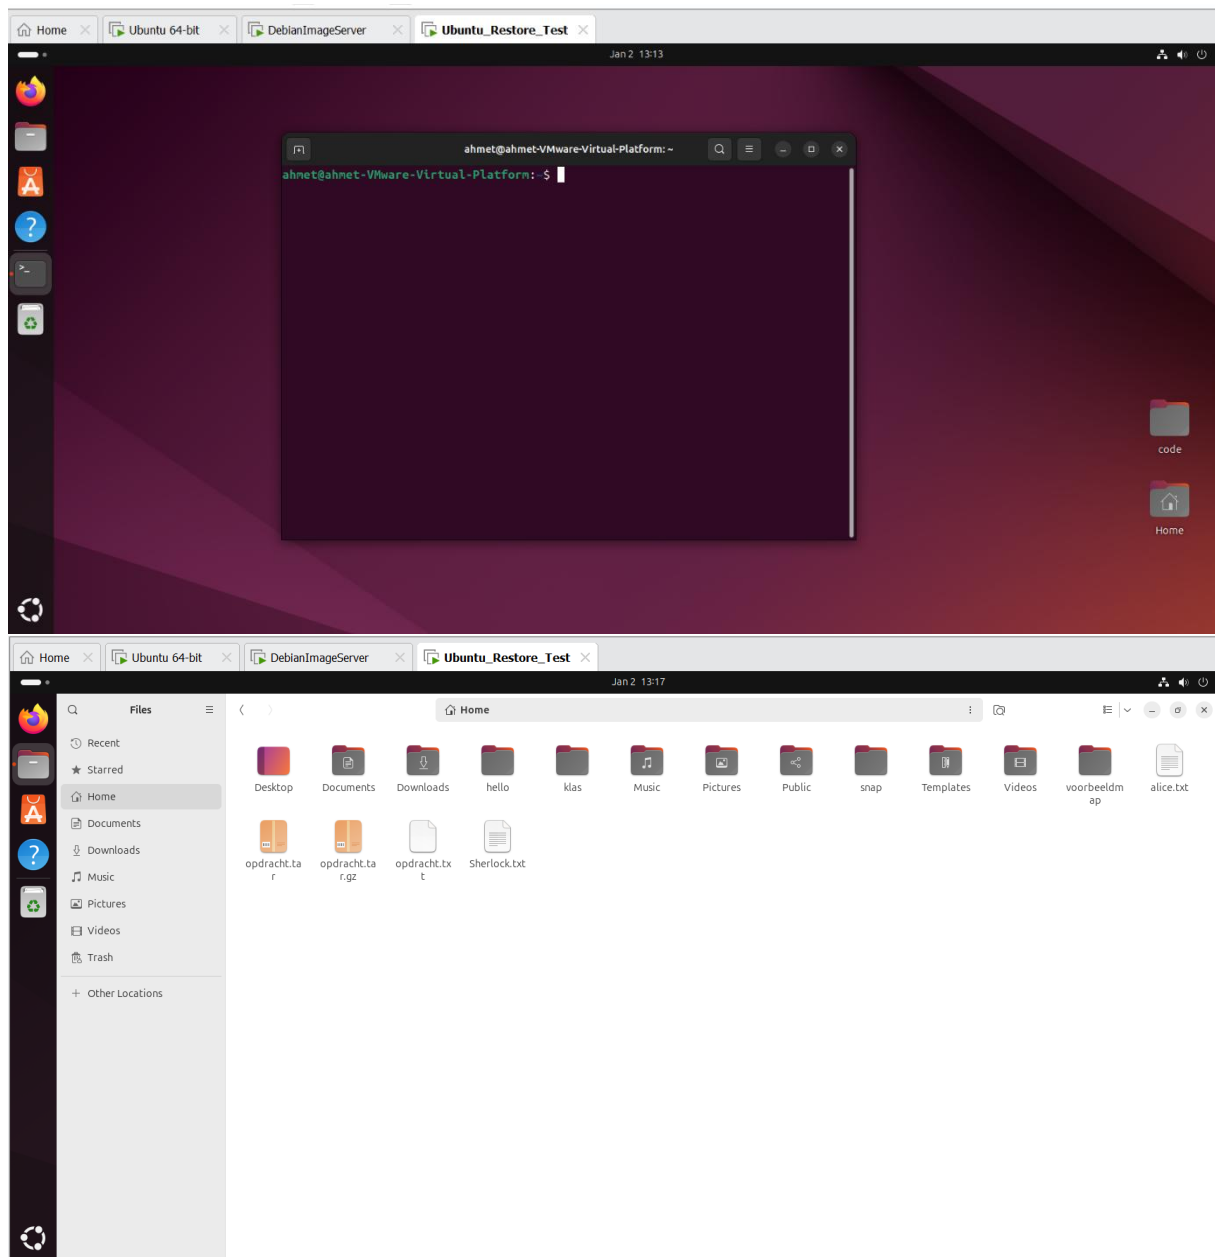 Home
Ubuntu 64-bit
DebianImageServer
Ubuntu_Restore_Test
Jan 2 13:13
ahmet@ahmet-VMware-Virtual-Platform: ~
ahmet@ahmet-VMware-Virtual-Platform:~$
code
Home
Home
Ubuntu 64-bit
DebianImageServer
Ubuntu_Restore_Test
Jan 2 13:17
Files
Home
Recent
Starred
Home
Documents
Downloads
Music
Pictures
Videos
Trash
+ Other Locations
Desktop
Documents
Downloads
hello
klas
Music
Pictures
Public
snap
Templates
Videos
voorbeeldm
ap
alice.txt
opdracht.ta
r
opdracht.ta
r.gz
opdracht.tx
t
Sherlock.txt